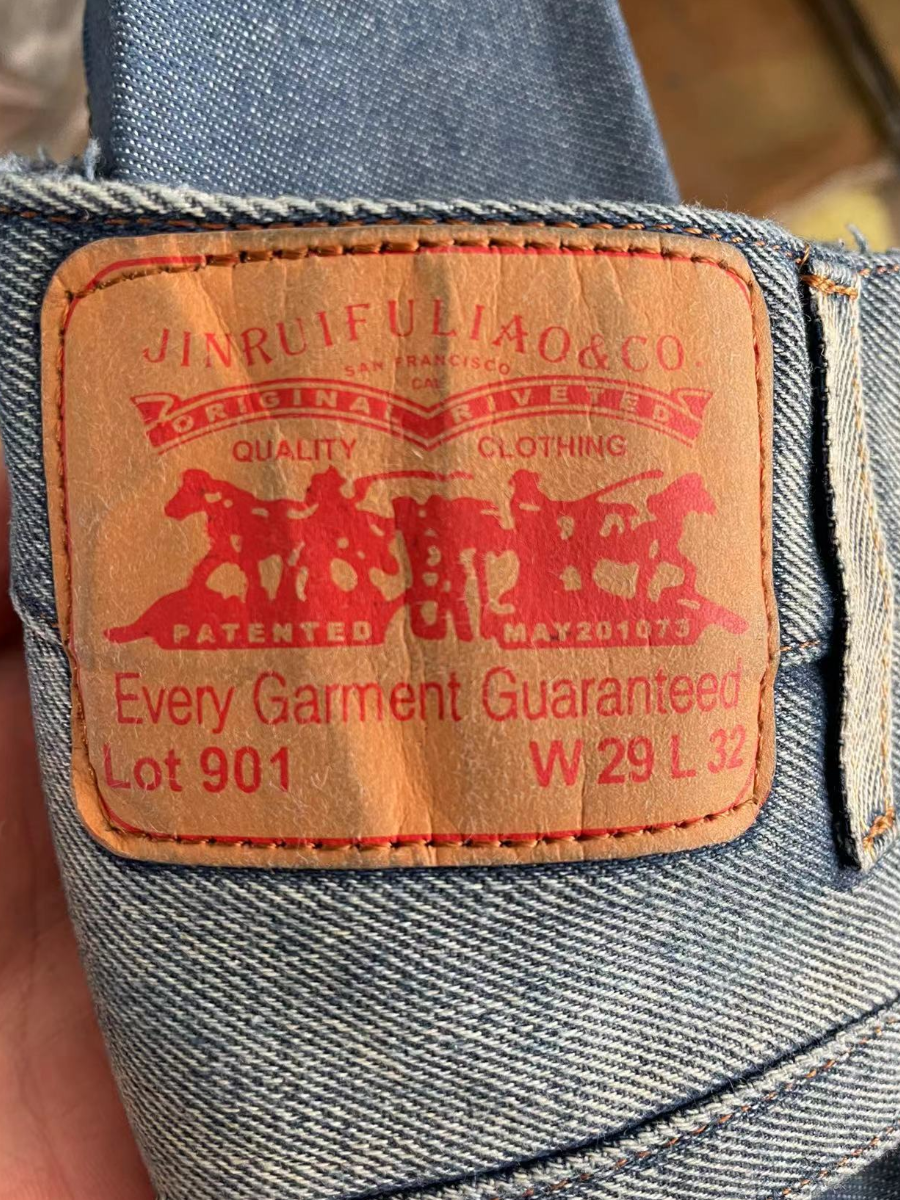 JINRUIFULIAO&CO.
SAN FRANCISCO
CAL
ORIGINAL RIVETED
QUALITY CLOTHING
PATENTED MAY201073
Every Garment Guaranteed
Lot 901 W 29 L 32